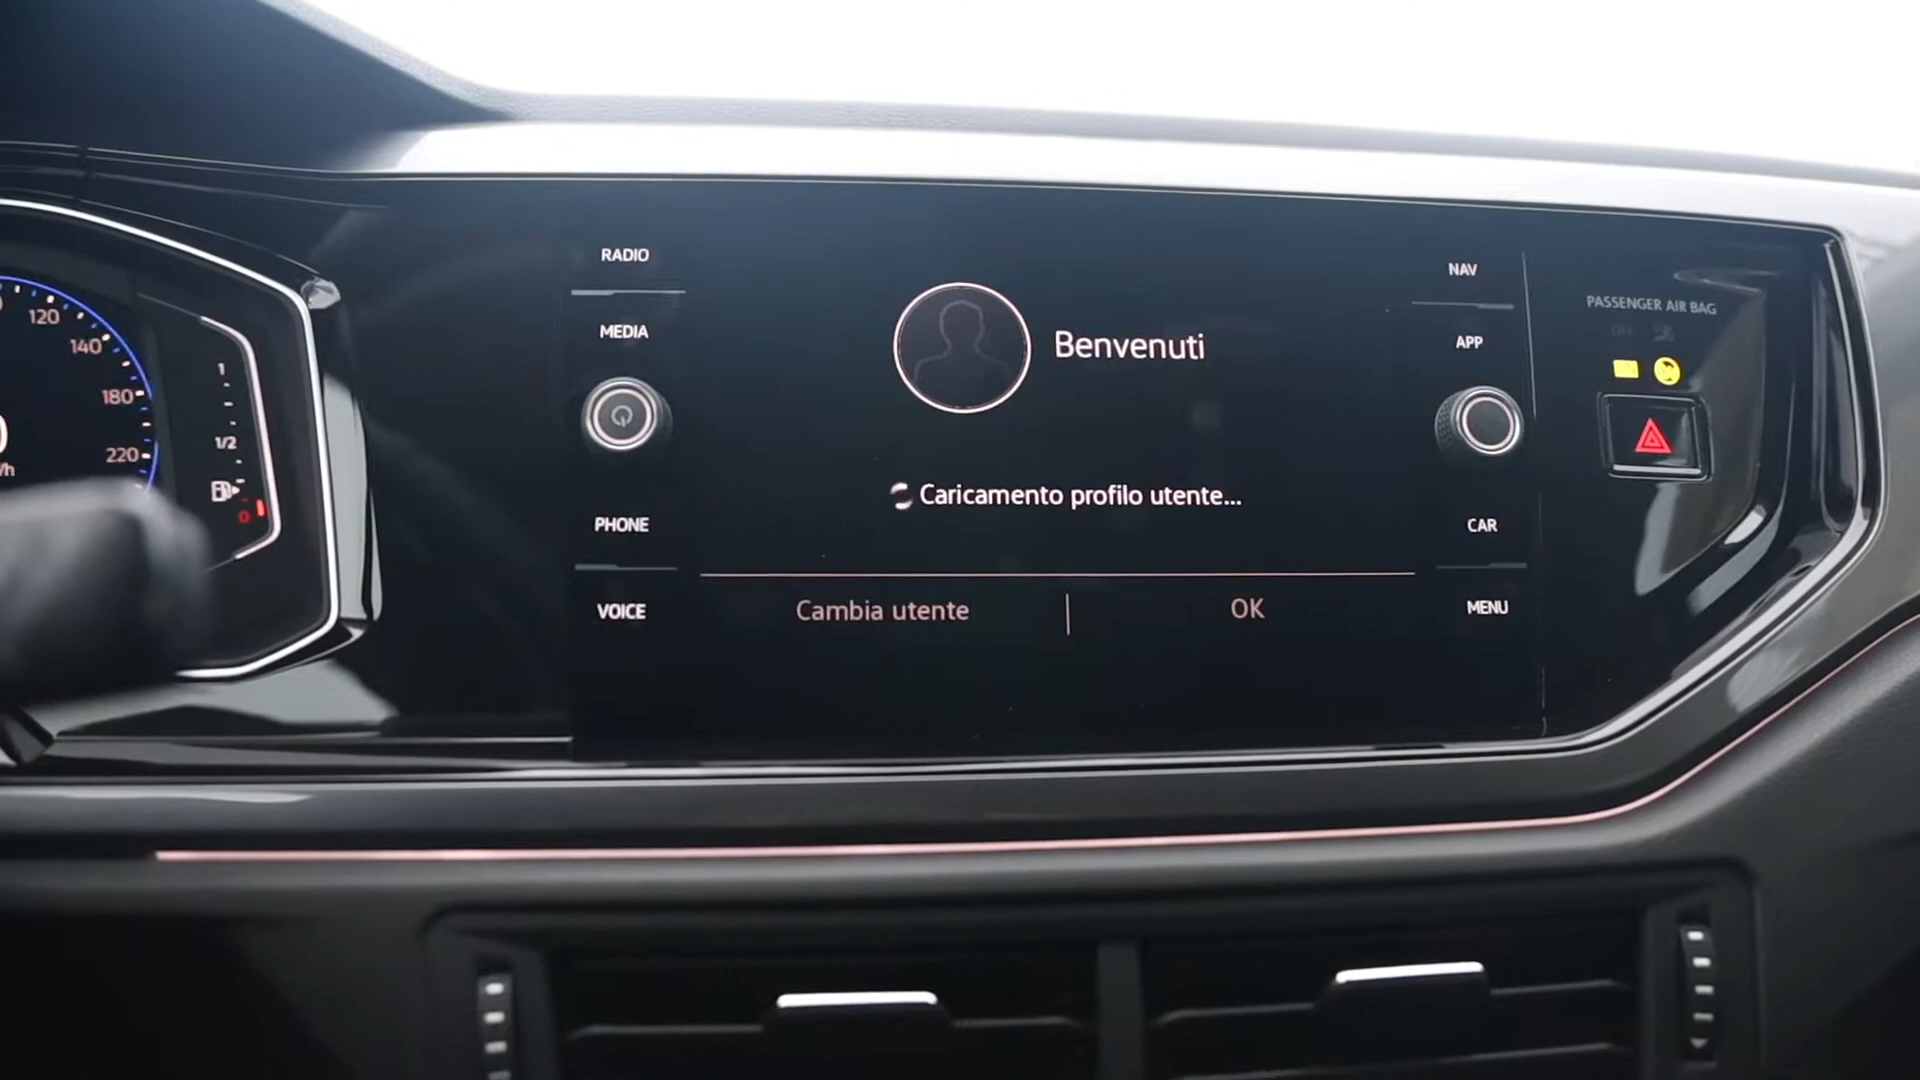 120
140
180
220
1
1/2
0
RADIO
MEDIA
PHONE
VOICE
Benvenuti
Caricamento profilo utente...
Cambia utente
OK
NAV
APP
CAR
MENU
PASSENGER AIR BAG